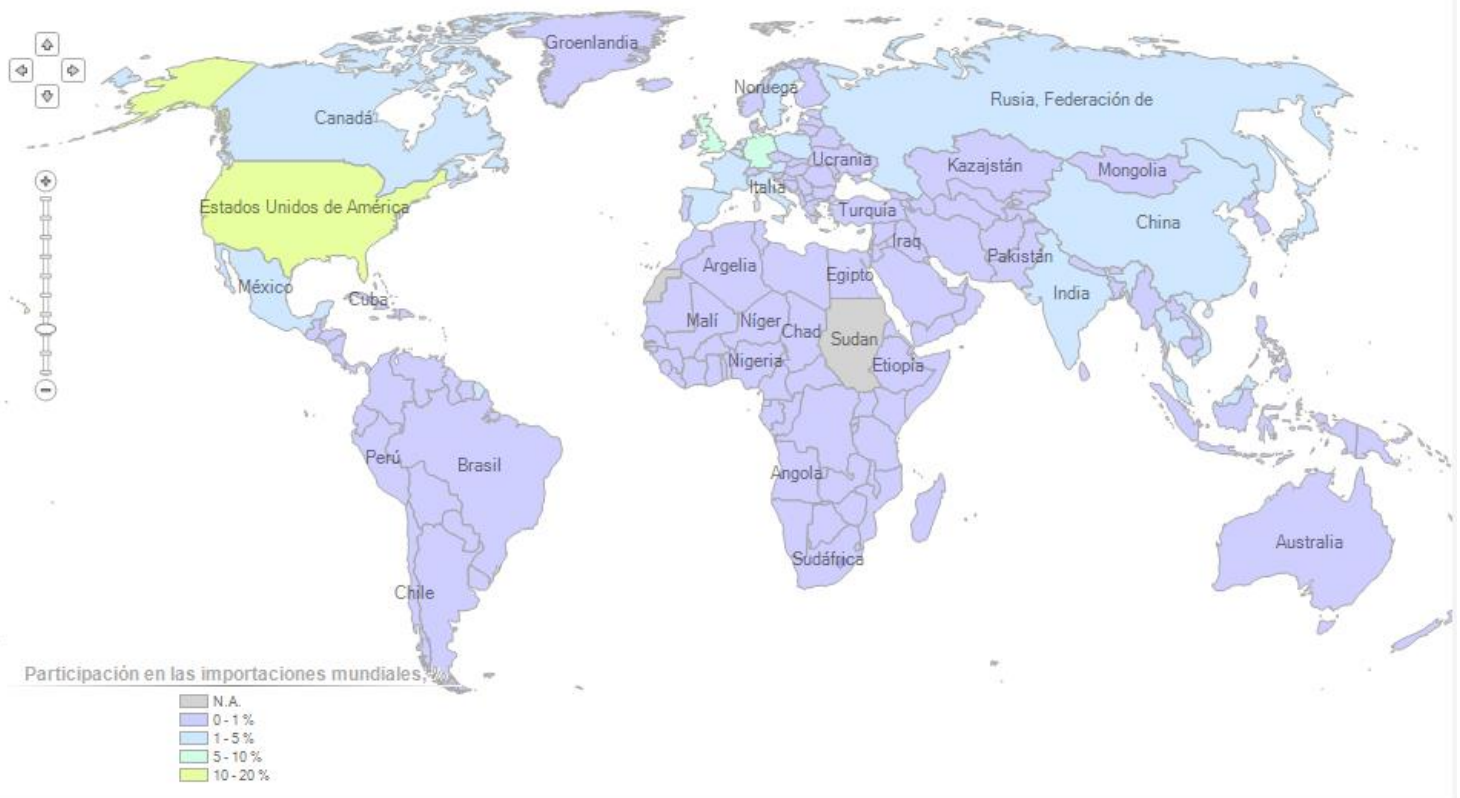 Groenlandia
Noruega
Rusia, Federación de
Canadá
Ucrania
Kazajstán
Mongolia
Italia
Estados Unidos de América
Turquía
China
Iraq
Pakistán
Argelia
Egipto
México
India
Cuba
Malí
Níger
Chad
Sudan
Nigeria
Etiopia
Perú
Brasil
Angola
Australia
Sudáfrica
Chile
Participación en las importaciones mundiales,%
N.A.
0 - 1 %
1 - 5 %
5 - 10 %
10 - 20 %